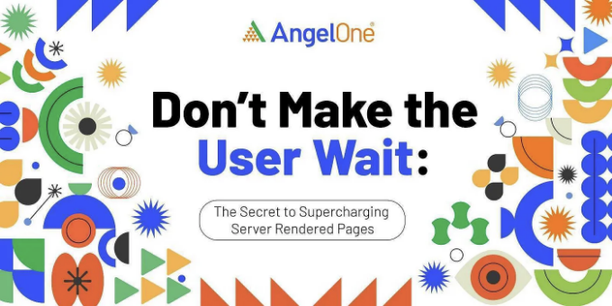 AngelOne
Don't Make the
User Wait:
The Secret to Supercharging
Server Rendered Pages